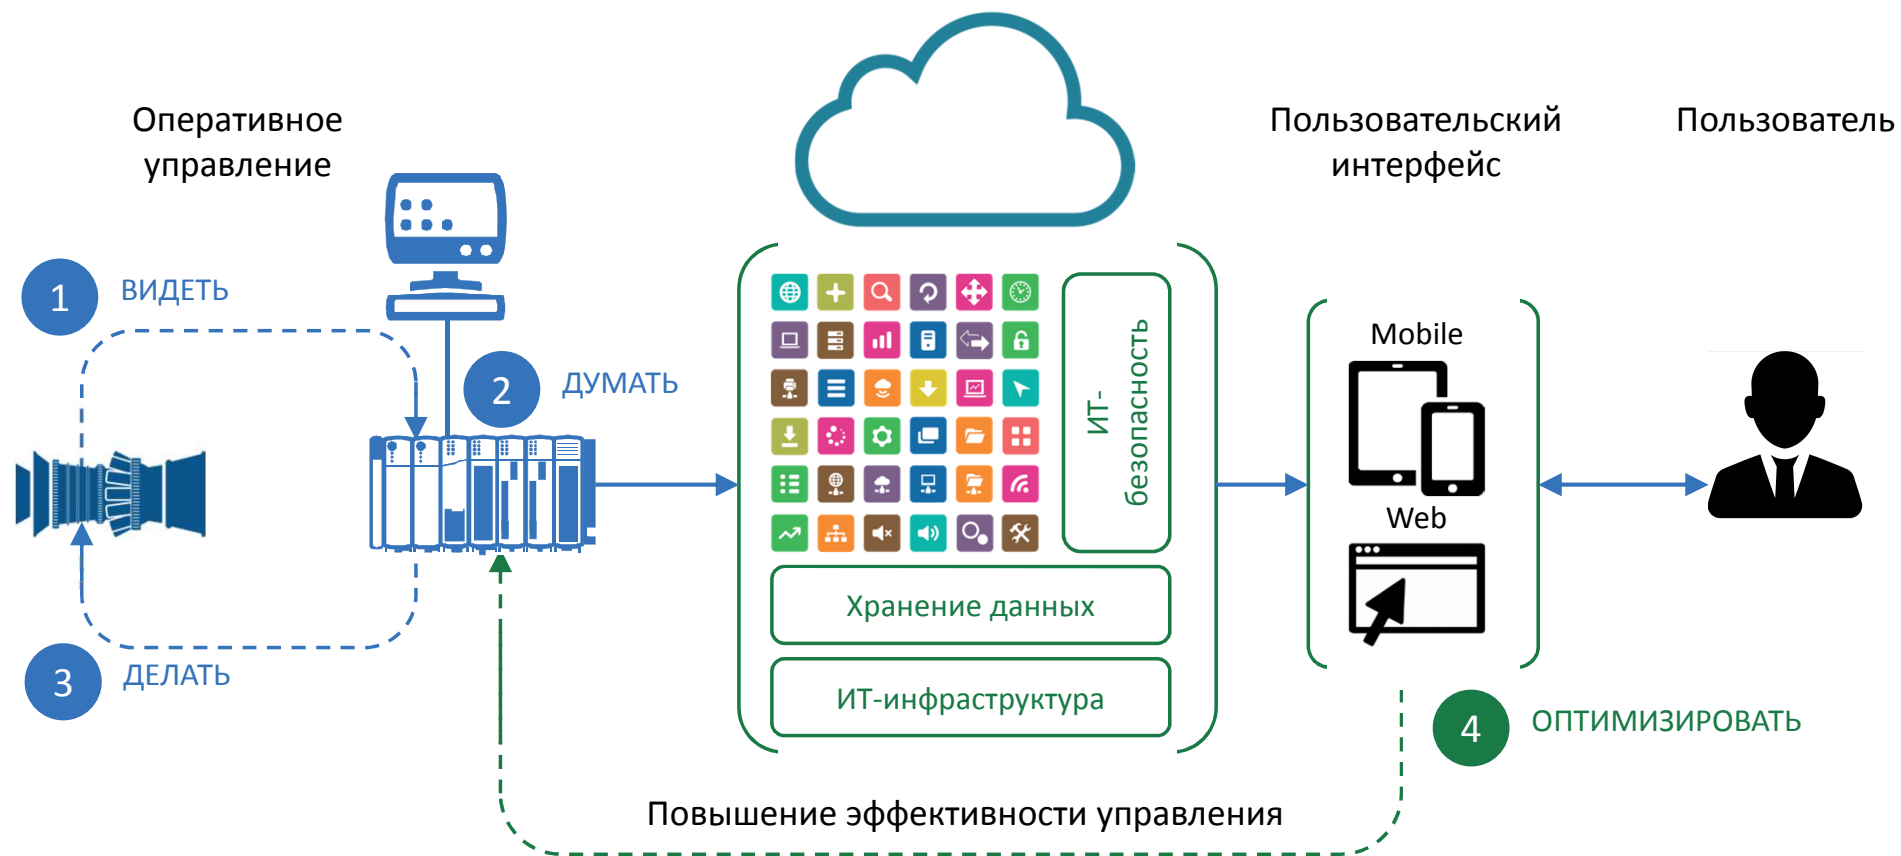 Оперативное
управление
Пользовательский
интерфейс
Пользователь
1
ВИДЕТЬ
2
ДУМАТЬ
3
ДЕЛАТЬ
ИТ-
безопасность
Хранение данных
ИТ-инфраструктура
Mobile
Web
4
ОПТИМИЗИРОВАТЬ
Повышение эффективности управления